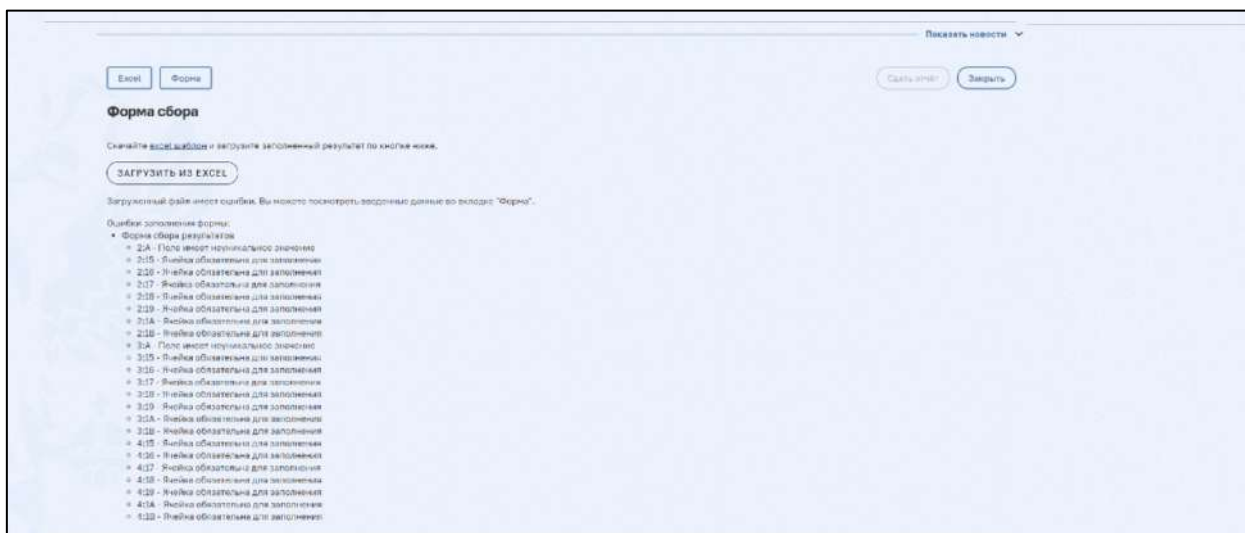 Показать новости
Excel Форма Сдать отчёт Закрыть
Форма сбора
Скачайте excel шаблон и загрузите заполненный результат по кнопке ниже.
ЗАГРУЗИТЬ ИЗ EXCEL
Загруженный файл имеет ошибки. Вы можете посмотреть введенные данные во вкладке "Форма".
Ошибки заполнения формы:
• Форма сбора результатов
2:A - Поле имеет неуникальное значение
2:15 - Ячейка обязательна для заполнения
2:16 - Ячейка обязательна для заполнения
2:17 - Ячейка обязательна для заполнения
2:18 - Ячейка обязательна для заполнения
2:19 - Ячейка обязательна для заполнения
2:1A - Ячейка обязательна для заполнения
2:1B - Ячейка обязательна для заполнения
3:A - Поле имеет неуникальное значение
3:15 - Ячейка обязательна для заполнения
3:16 - Ячейка обязательна для заполнения
3:17 - Ячейка обязательна для заполнения
3:18 - Ячейка обязательна для заполнения
3:19 - Ячейка обязательна для заполнения
3:1A - Ячейка обязательна для заполнения
3:1B - Ячейка обязательна для заполнения
4:15 - Ячейка обязательна для заполнения
4:16 - Ячейка обязательна для заполнения
4:17 - Ячейка обязательна для заполнения
4:18 - Ячейка обязательна для заполнения
4:19 - Ячейка обязательна для заполнения
4:1A - Ячейка обязательна для заполнения
4:1B - Ячейка обязательна для заполнения